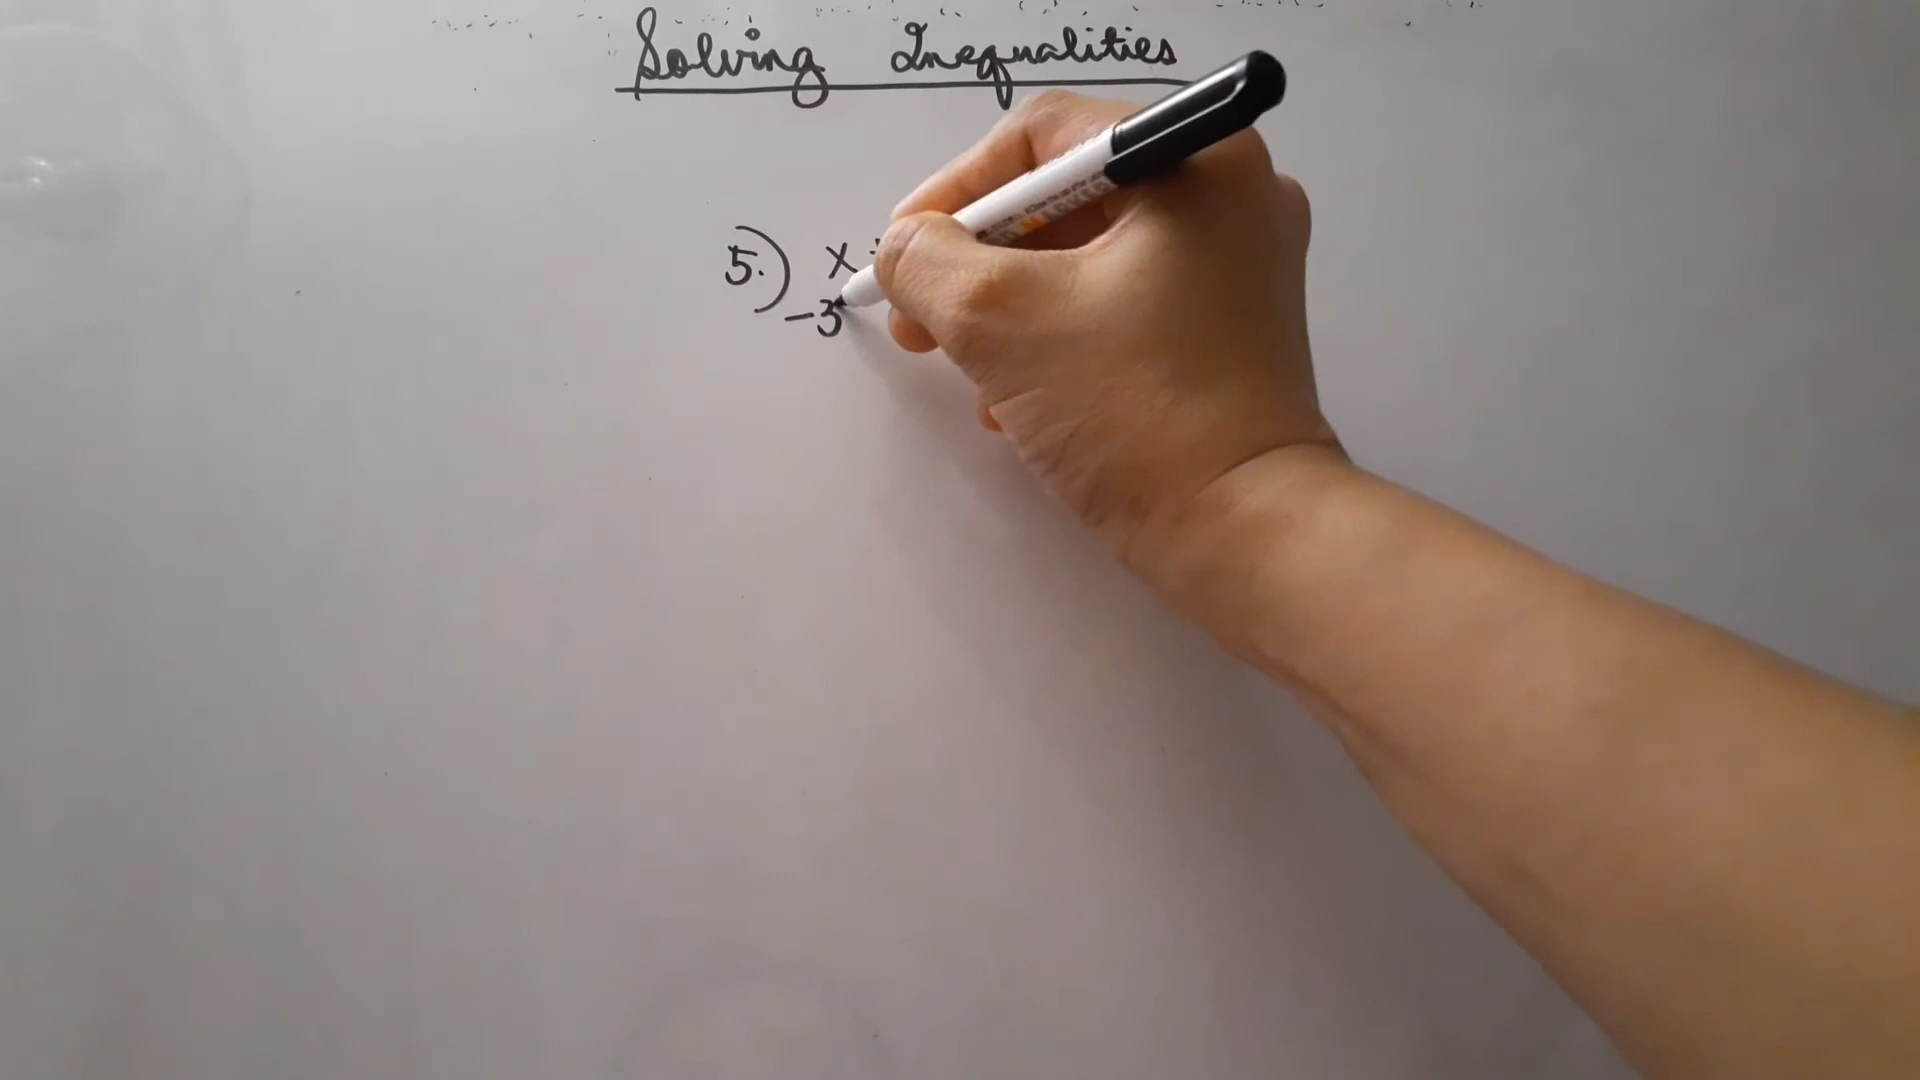 Solving Inequalities
5.) x +
-3